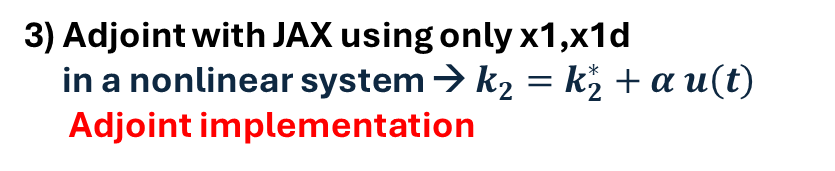 3) Adjoint with JAX using only x1,x1d
in a nonlinear system → k₂ = k₂* + α u(t)
Adjoint implementation